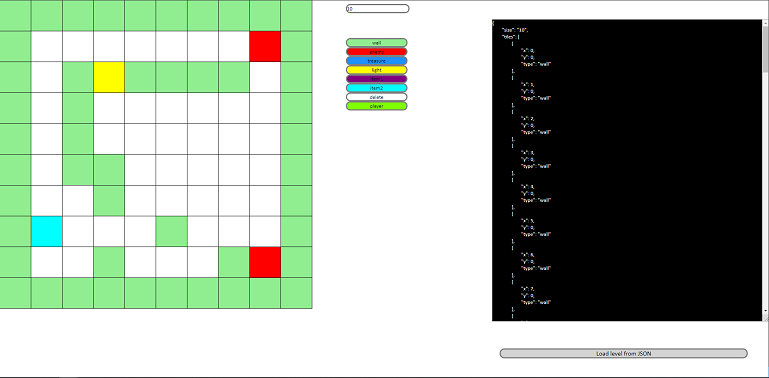 10
wall
treasure
light
item2
delete
player
{
"size": "10",
"tiles": [
{
"x": 0,
"y": 0,
"type": "wall"
},
{
"x": 1,
"y": 0,
"type": "wall"
},
{
"x": 2,
"y": 0,
"type": "wall"
},
{
"x": 3,
"y": 0,
"type": "wall"
},
{
"x": 4,
"y": 0,
"type": "wall"
},
{
"x": 5,
"y": 0,
"type": "wall"
},
{
"x": 6,
"y": 0,
"type": "wall"
},
{
"x": 7,
"y": 0,
"type": "wall"
},
{
Load level from JSON